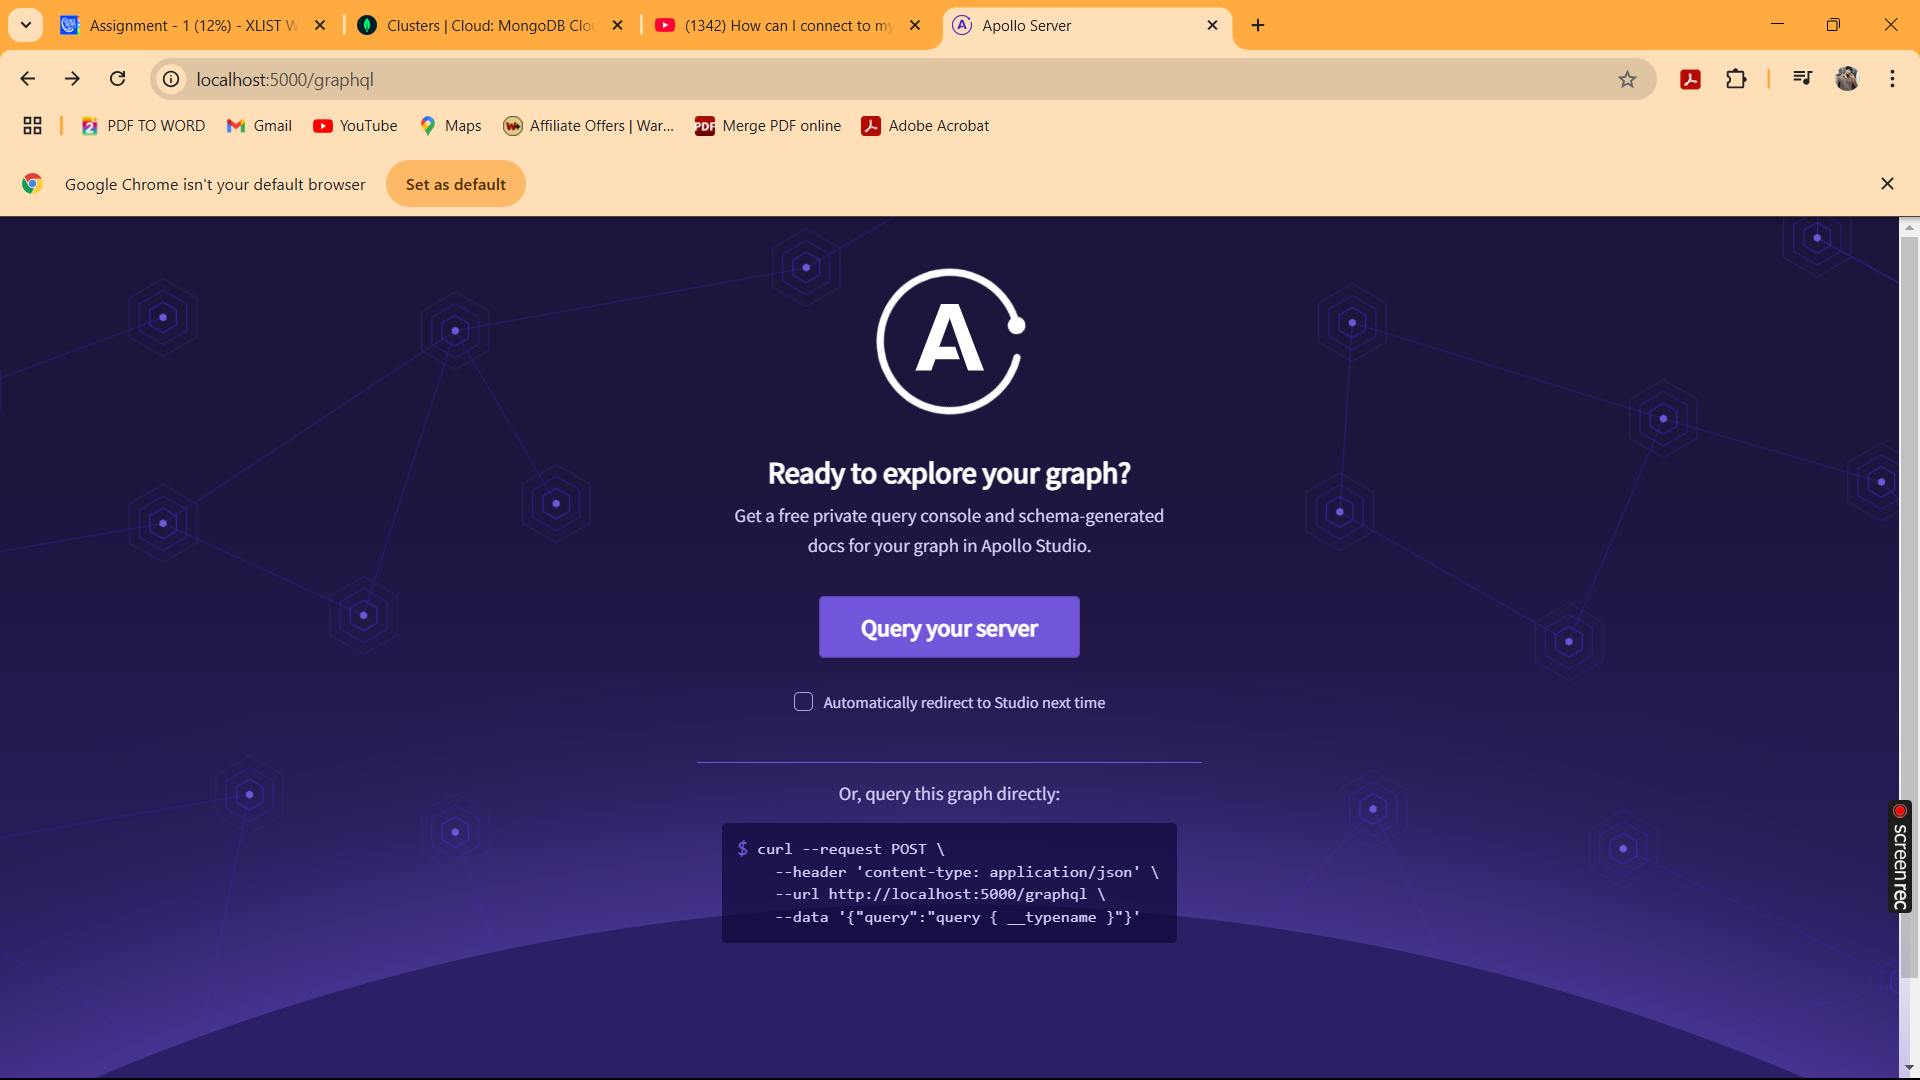 Assignment - 1 (12%) - XLIST W
Clusters | Cloud: MongoDB Clou
(1342) How can I connect to my
Apollo Server
localhost:5000/graphql
PDF TO WORD
Gmail
YouTube
Maps
Affiliate Offers | War...
PDF
Merge PDF online
Adobe Acrobat
Google Chrome isn't your default browser
Set as default
A
Ready to explore your graph?
Get a free private query console and schema-generated
docs for your graph in Apollo Studio.
Query your server
Automatically redirect to Studio next time
Or, query this graph directly:
$ curl --request POST \
--header 'content-type: application/json' \
--url http://localhost:5000/graphql \
--data '{"query":"query { __typename }"}'
screenrec